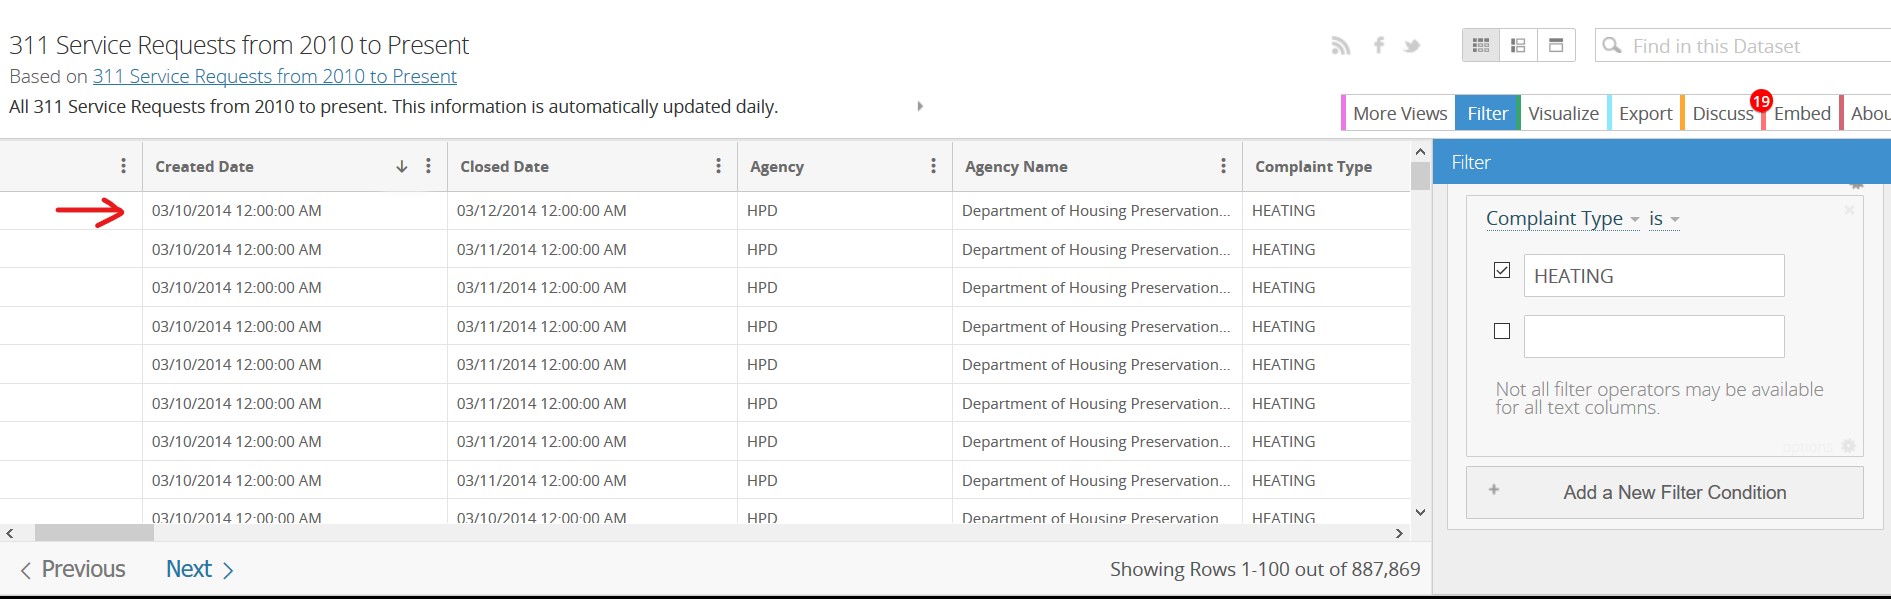 311 Service Requests from 2010 to Present
Based on 311 Service Requests from 2010 to Present
All 311 Service Requests from 2010 to present. This information is automatically updated daily.
Find in this Dataset
More Views Filter Visualize Export Discuss 19 Embed Abou
Created Date Closed Date Agency Agency Name Complaint Type
03/10/2014 12:00:00 AM 03/12/2014 12:00:00 AM HPD Department of Housing Preservation... HEATING
03/10/2014 12:00:00 AM 03/11/2014 12:00:00 AM HPD Department of Housing Preservation... HEATING
03/10/2014 12:00:00 AM 03/11/2014 12:00:00 AM HPD Department of Housing Preservation... HEATING
03/10/2014 12:00:00 AM 03/11/2014 12:00:00 AM HPD Department of Housing Preservation... HEATING
03/10/2014 12:00:00 AM 03/11/2014 12:00:00 AM HPD Department of Housing Preservation... HEATING
03/10/2014 12:00:00 AM 03/11/2014 12:00:00 AM HPD Department of Housing Preservation... HEATING
03/10/2014 12:00:00 AM 03/11/2014 12:00:00 AM HPD Department of Housing Preservation... HEATING
03/10/2014 12:00:00 AM 03/11/2014 12:00:00 AM HPD Department of Housing Preservation... HEATING
03/10/2014 12:00:00 AM 03/10/2014 12:00:00 AM HPD Department of Housing Preservation HEATING
Previous Next Showing Rows 1-100 out of 887,869
Filter
Complaint Type is
HEATING
Not all filter operators may be available
for all text columns.
options
+ Add a New Filter Condition